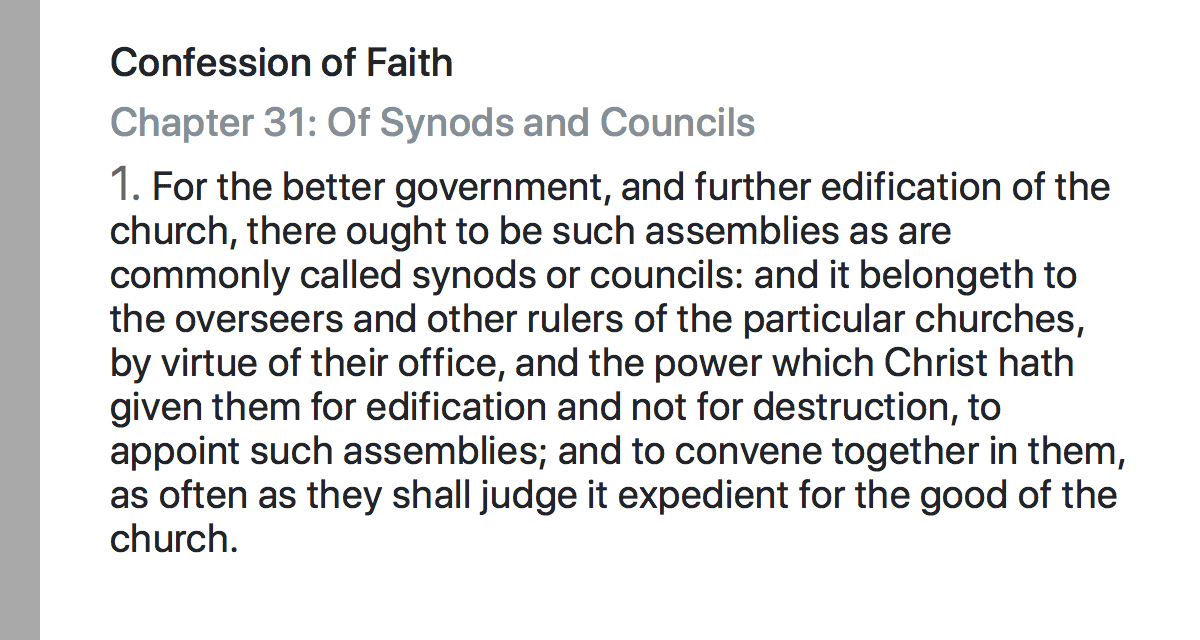 Confession of Faith
Chapter 31: Of Synods and Councils
1. For the better government, and further edification of the
church, there ought to be such assemblies as are
commonly called synods or councils: and it belongeth to
the overseers and other rulers of the particular churches,
by virtue of their office, and the power which Christ hath
given them for edification and not for destruction, to
appoint such assemblies; and to convene together in them,
as often as they shall judge it expedient for the good of the
church.